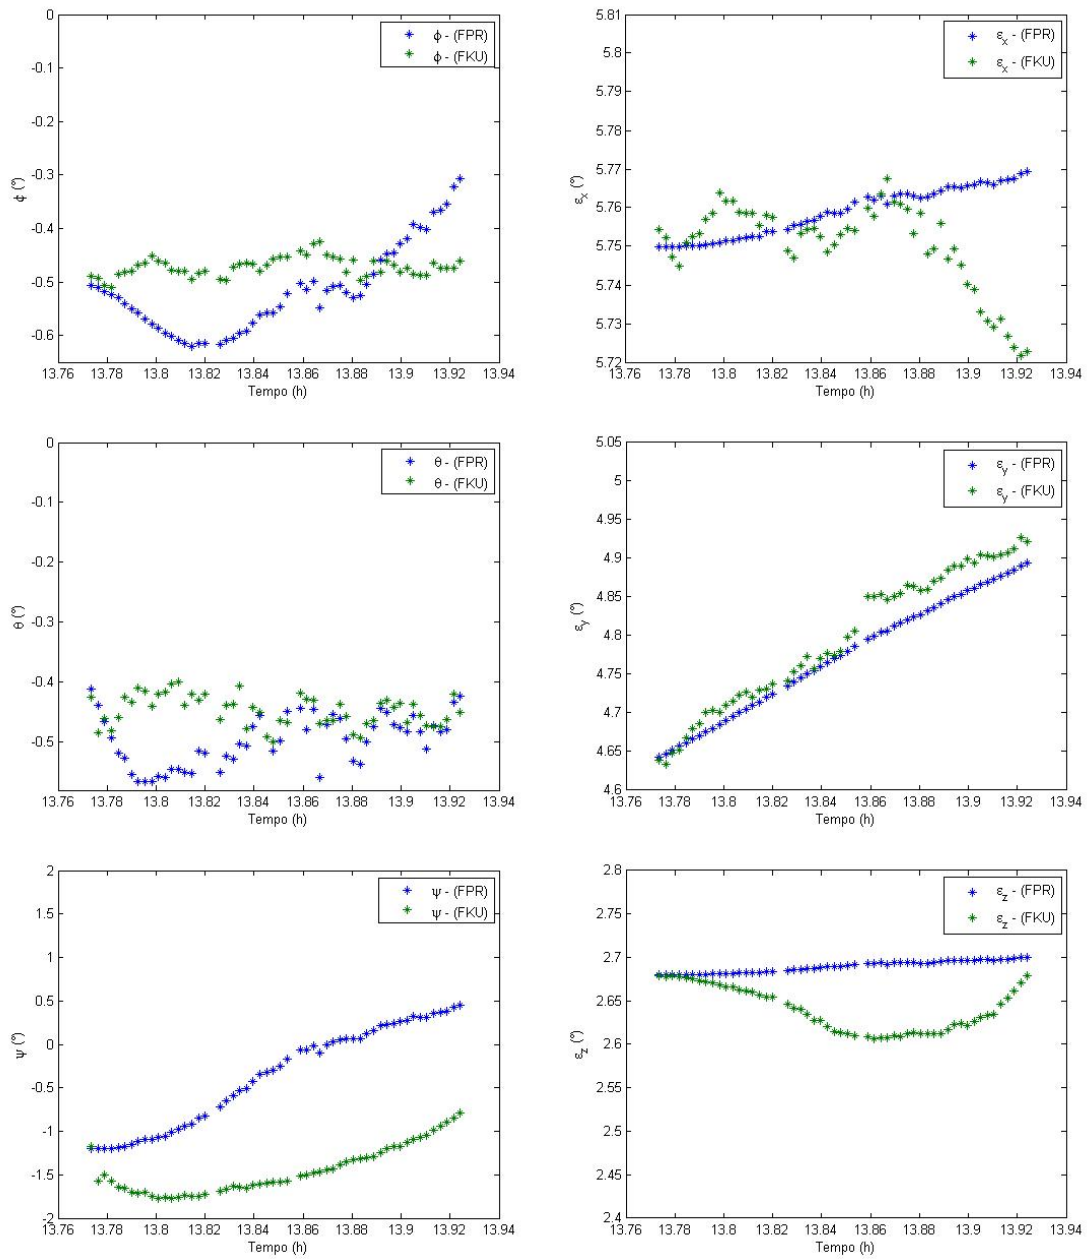 0
-0.1
-0.2
-0.3
-0.4
-0.5
-0.6
ϕ (°)
ϕ - (FPR)
ϕ - (FKU)
13.76 13.78 13.8 13.82 13.84 13.86 13.88 13.9 13.92 13.94
Tempo (h)
5.81
5.8
5.79
5.78
5.77
5.76
5.75
5.74
5.73
5.72
εx (°)
εx - (FPR)
εx - (FKU)
13.76 13.78 13.8 13.82 13.84 13.86 13.88 13.9 13.92 13.94
Tempo (h)
0
-0.1
-0.2
-0.3
-0.4
-0.5
θ (°)
θ - (FPR)
θ - (FKU)
13.76 13.78 13.8 13.82 13.84 13.86 13.88 13.9 13.92 13.94
Tempo (h)
5.05
5
4.95
4.9
4.85
4.8
4.75
4.7
4.65
4.6
εy (°)
εy - (FPR)
εy - (FKU)
13.76 13.78 13.8 13.82 13.84 13.86 13.88 13.9 13.92 13.94
Tempo (h)
2
1.5
1
0.5
0
-0.5
-1
-1.5
-2
ψ (°)
ψ - (FPR)
ψ - (FKU)
13.76 13.78 13.8 13.82 13.84 13.86 13.88 13.9 13.92 13.94
Tempo (h)
2.8
2.75
2.7
2.65
2.6
2.55
2.5
2.45
2.4
εz (°)
εz - (FPR)
εz - (FKU)
13.76 13.78 13.8 13.82 13.84 13.86 13.88 13.9 13.92 13.94
Tempo (h)